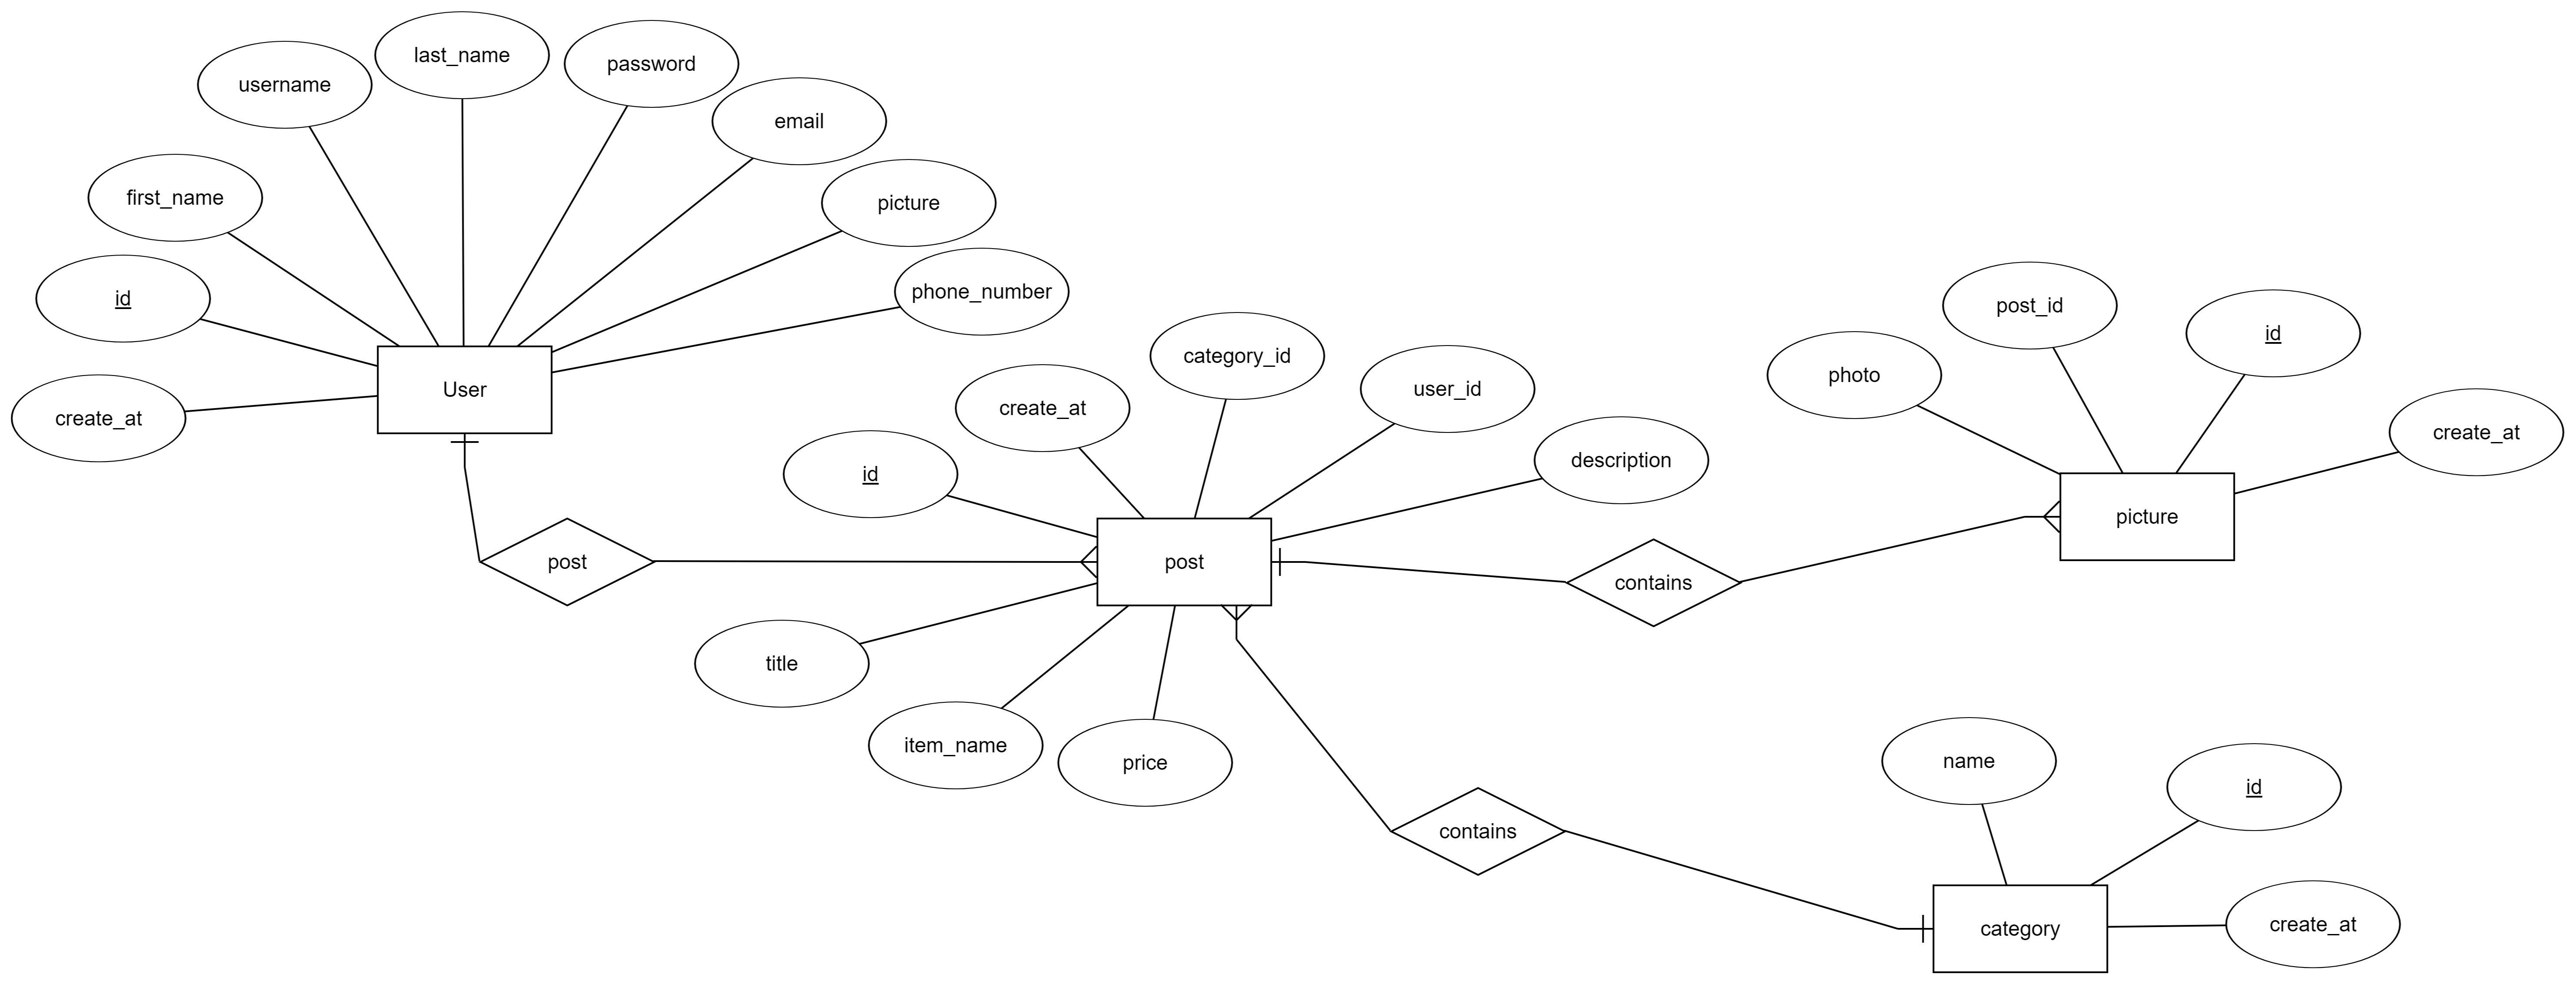 last_name
password
username
email
first_name
picture
phone_number
id
create_at
User
post_id
id
photo
create_at
picture
category_id
user_id
create_at
description
id
post
post
contains
title
item_name
price
name
id
contains
create_at
category